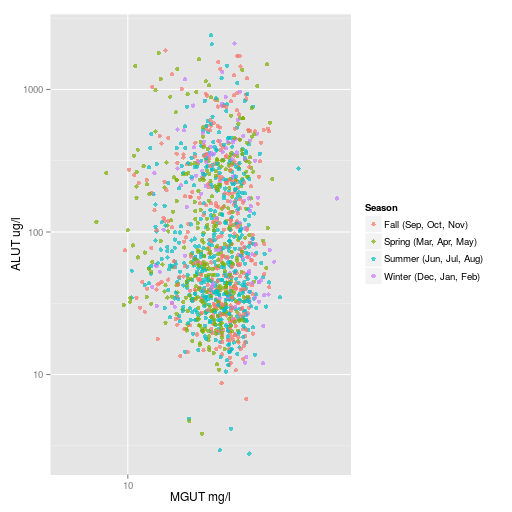 1000
100
10
10
ALUT ug/l
MGUT mg/l
Season
Fall (Sep, Oct, Nov)
Spring (Mar, Apr, May)
Summer (Jun, Jul, Aug)
Winter (Dec, Jan, Feb)